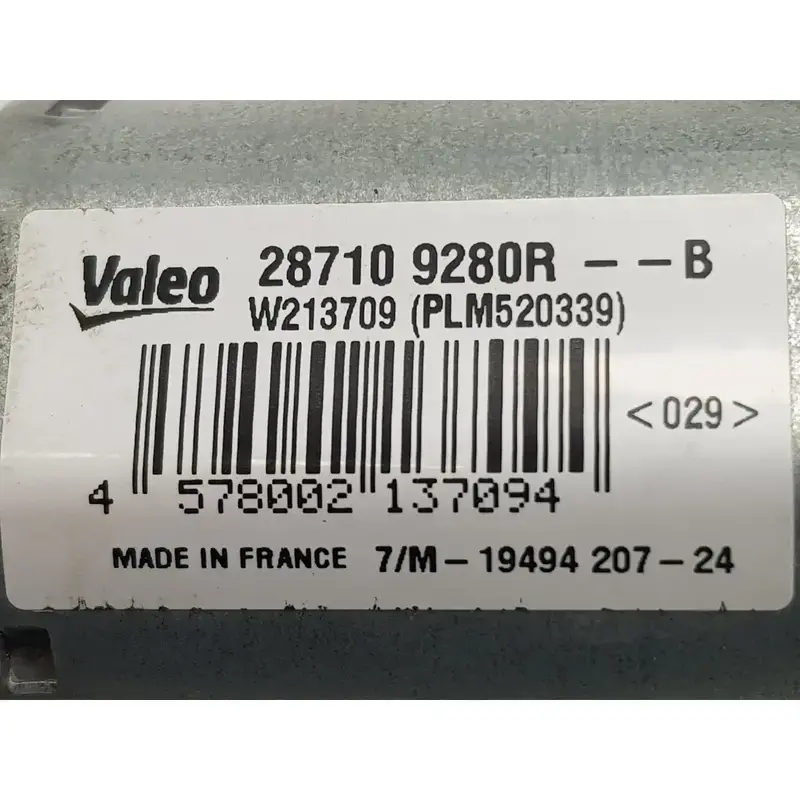 Valeo 28710 9280R - - B
W213709 (PLM520339)
<029>
4 578002 137094
MADE IN FRANCE 7/M-19494 207-24